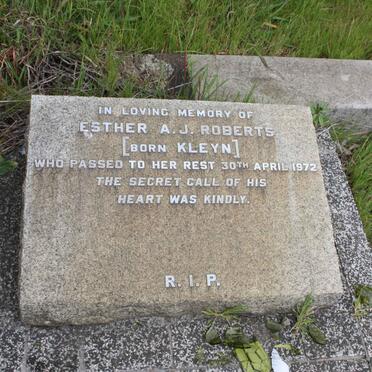 IN LOVING MEMORY OF
ESTHER A.J. ROBERTS
[BORN KLEYN]
WHO PASSED TO HER REST 30TH APRIL 1972
THE SECRET CALL OF HIS
HEART WAS KINDLY.
R.I.P.